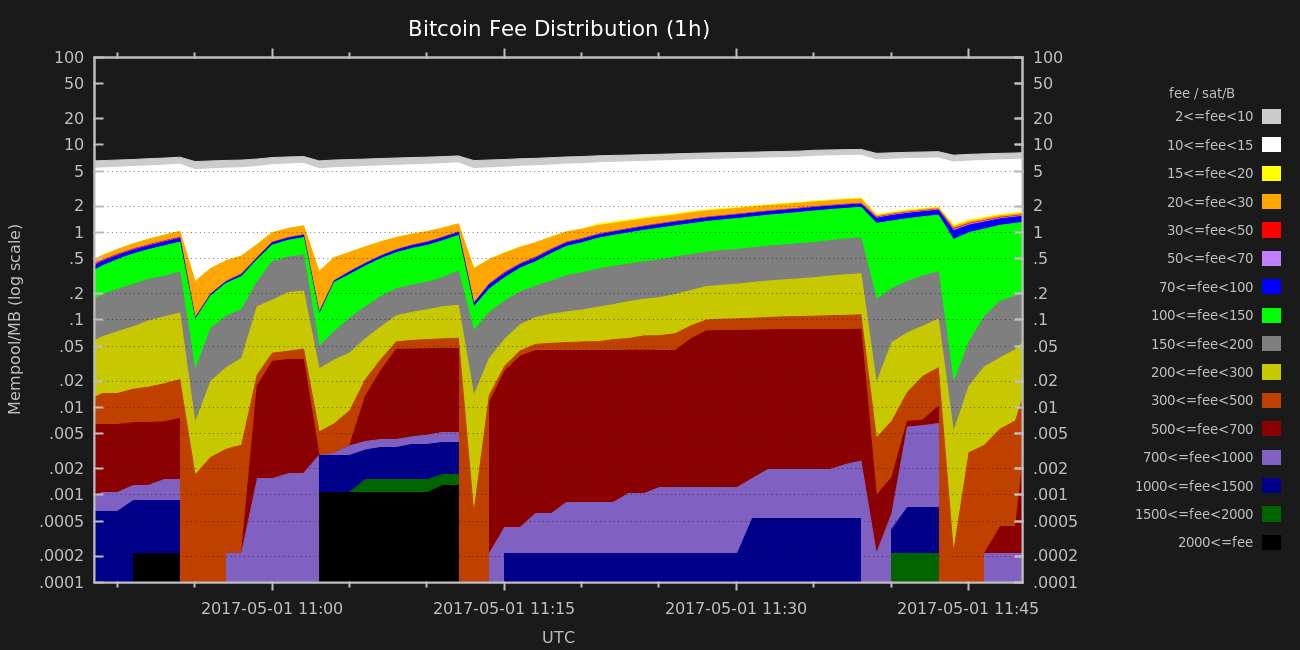 Bitcoin Fee Distribution (1h)
100
50
20
10
5
2
1
.5
.2
.1
.05
.02
.01
.005
.002
.001
.0005
.0002
.0001
Mempool/MB (log scale)
100
50
20
10
5
2
1
.5
.2
.1
.05
.02
.01
.005
.002
.001
.0005
.0002
.0001
2017-05-01 11:00
2017-05-01 11:15
2017-05-01 11:30
2017-05-01 11:45
UTC
fee / sat/B
2<=fee<10
10<=fee<15
15<=fee<20
20<=fee<30
30<=fee<50
50<=fee<70
70<=fee<100
100<=fee<150
150<=fee<200
200<=fee<300
300<=fee<500
500<=fee<700
700<=fee<1000
1000<=fee<1500
1500<=fee<2000
2000<=fee